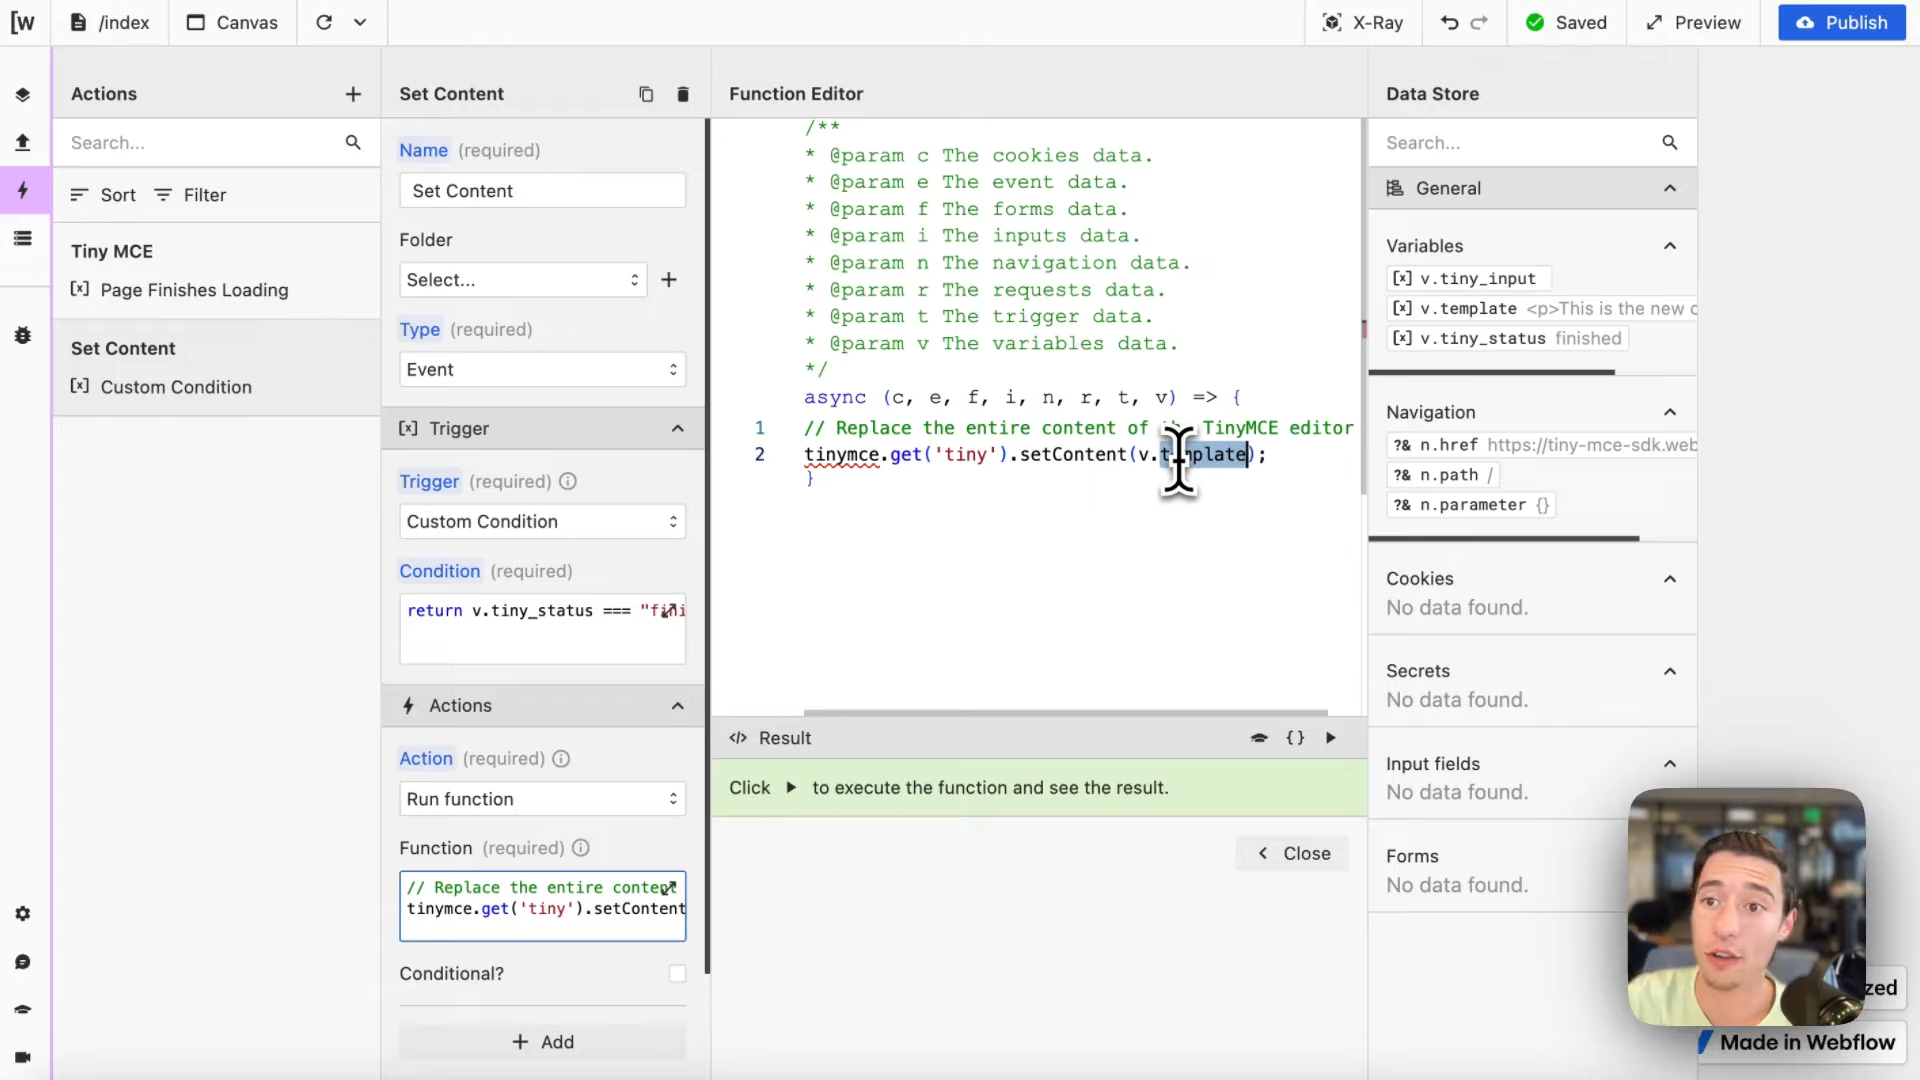 [w
/index
Canvas
X-Ray
Saved
Preview
Publish
Actions
Search...
Sort
Filter
Tiny MCE
[x] Page Finishes Loading
Set Content
[x] Custom Condition
Set Content
Name (required)
Set Content
Folder
Select...
Type (required)
Event
[x] Trigger
Trigger (required)
Custom Condition
Condition (required)
return v.tiny_status === "fini
Actions
Action (required)
Run function
Function (required)
// Replace the entire content
tinymce.get('tiny').setContent
Conditional?
+ Add
Function Editor
/**
* @param c The cookies data.
* @param e The event data.
* @param f The forms data.
* @param i The inputs data.
* @param n The navigation data.
* @param r The requests data.
* @param t The trigger data.
* @param v The variables data.
*/
async (c, e, f, i, n, r, t, v) => {
1 // Replace the entire content of the TinyMCE editor
2 tinymce.get('tiny').setContent(v.template);
}
</> Result
{}
Click ▶ to execute the function and see the result.
< Close
Data Store
Search...
General
Variables
[x] v.tiny_input
[x] v.template <p>This is the new c
[x] v.tiny_status finished
Navigation
?& n.href https://tiny-mce-sdk.web
?& n.path /
?& n.parameter {}
Cookies
No data found.
Secrets
No data found.
Input fields
No data found.
Forms
No data found.
zed
Made in Webflow